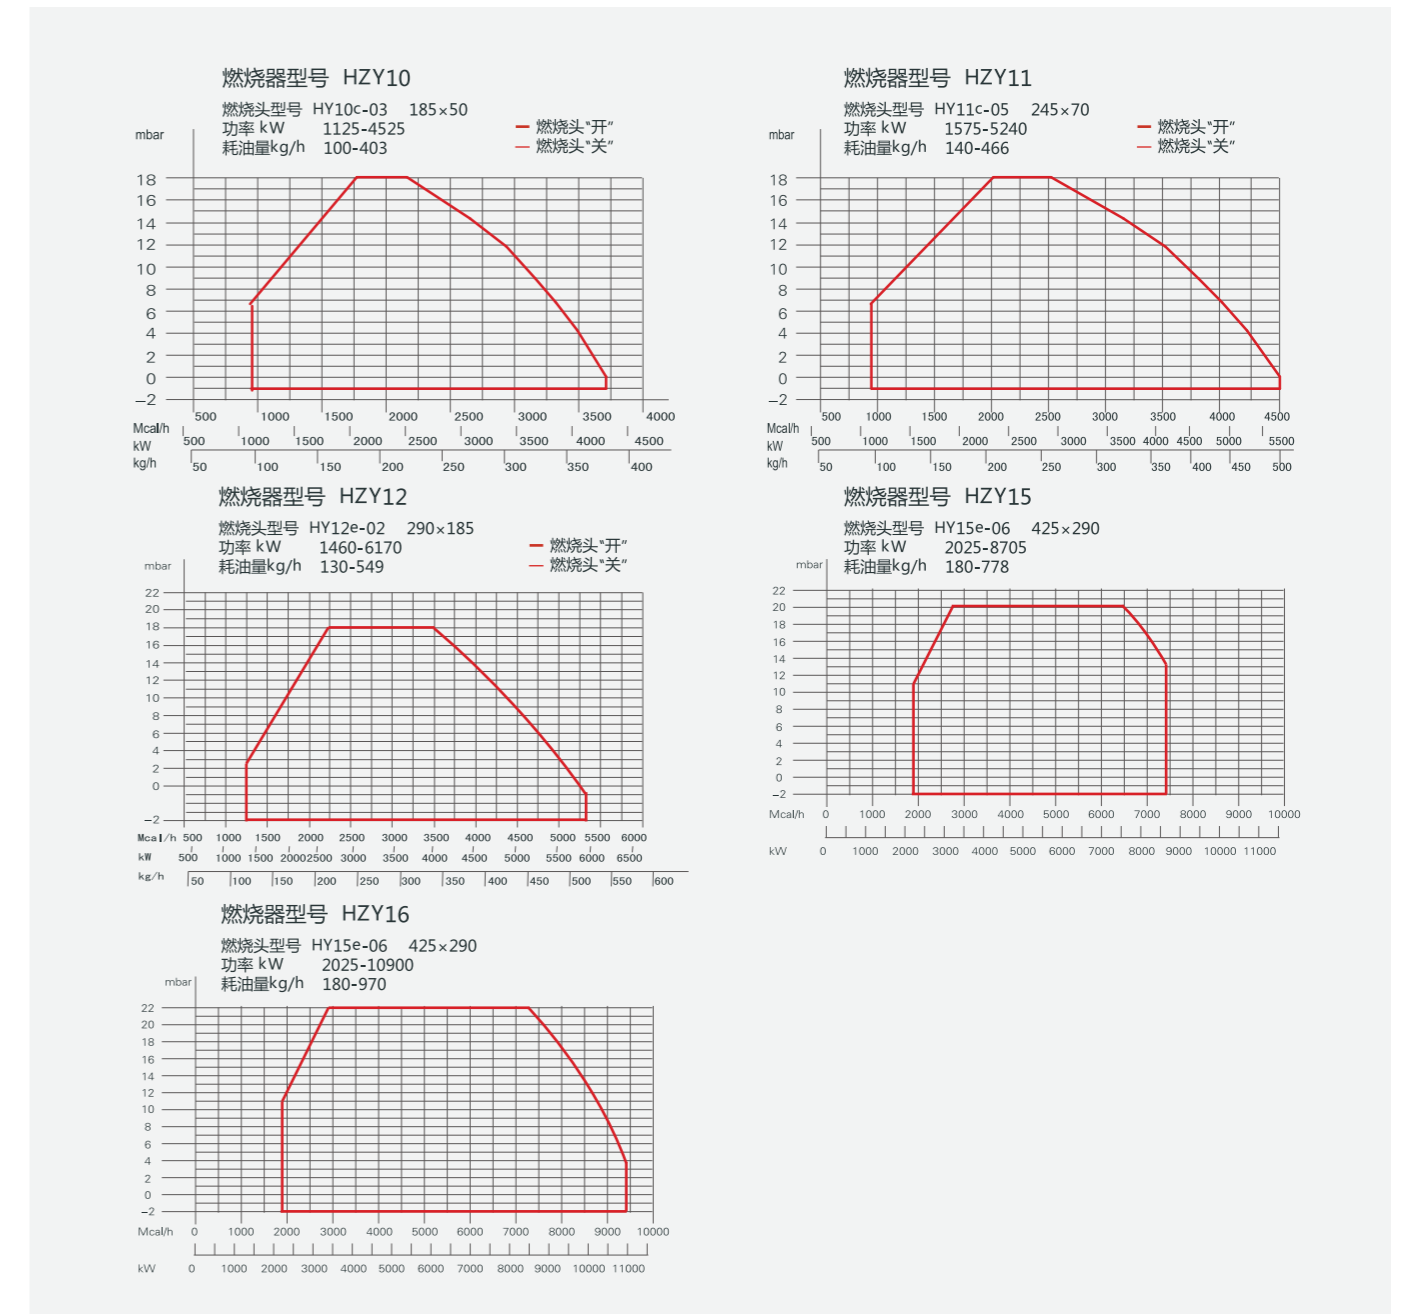 燃烧器型号 HZY10
燃烧头型号 HY10c-03 185×50
功率 kW 1125-4525
耗油量kg/h 100-403
燃烧头“开”
燃烧头“关”
mbar
18
16
14
12
10
8
6
4
2
0
−2
500 1000 1500 2000 2500 3000 3500 4000
Mcal/h
500 1000 1500 2000 2500 3000 3500 4000 4500
kW
kg/h
50 100 150 200 250 300 350 400
燃烧器型号 HZY11
燃烧头型号 HY11c-05 245×70
功率 kW 1575-5240
耗油量kg/h 140-466
燃烧头“开”
燃烧头“关”
mbar
18
16
14
12
10
8
6
4
2
0
−2
500 1000 1500 2000 2500 3000 3500 4000 4500
Mcal/h
500 1000 1500 2000 2500 3000 3500 4000 4500 5000 5500
kW
kg/h
50 100 150 200 250 300 350 400 450 500
燃烧器型号 HZY12
燃烧头型号 HY12e-02 290×185
功率 kW 1460-6170
耗油量kg/h 130-549
燃烧头“开”
燃烧头“关”
mbar
22
20
18
16
14
12
10
8
6
4
2
0
−2
Mcal/h 500 1000 1500 2000 2500 3000 3500 4000 4500 5000 5500 6000
kW 500 1000 1500 2000 2500 3000 3500 4000 4500 5000 5500 6000 6500
kg/h 50 100 150 200 250 300 350 400 450 500 550 600
燃烧器型号 HZY15
燃烧头型号 HY15e-06 425×290
功率 kW 2025-8705
耗油量kg/h 180-778
mbar
22
20
18
16
14
12
10
8
6
4
2
0
−2
Mcal/h 0 1000 2000 3000 4000 5000 6000 7000 8000 9000 10000
kW 0 1000 2000 3000 4000 5000 6000 7000 8000 9000 10000 11000
燃烧器型号 HZY16
燃烧头型号 HY15e-06 425×290
功率 kW 2025-10900
耗油量kg/h 180-970
mbar
22
20
18
16
14
12
10
8
6
4
2
0
−2
Mcal/h 0 1000 2000 3000 4000 5000 6000 7000 8000 9000 10000
kW 0 1000 2000 3000 4000 5000 6000 7000 8000 9000 10000 11000